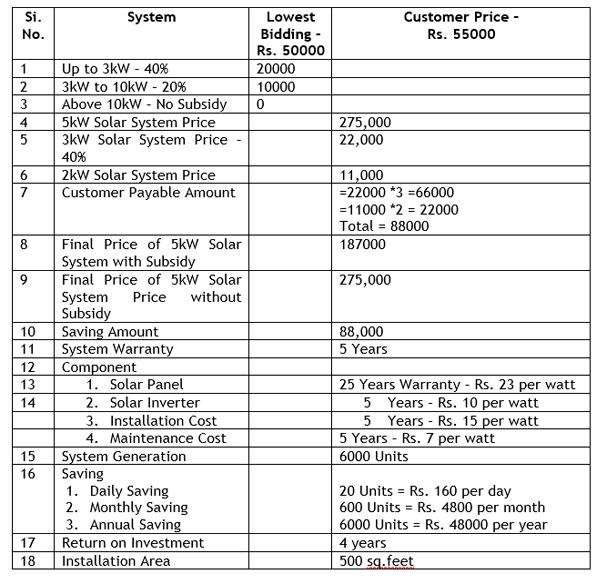 Si. No. System Lowest Bidding - Rs. 50000 Customer Price - Rs. 55000
1 Up to 3kW - 40% 20000
2 3kW to 10kW - 20% 10000
3 Above 10kW - No Subsidy 0
4 5kW Solar System Price 275,000
5 3kW Solar System Price - 40% 22,000
6 2kW Solar System Price 11,000
7 Customer Payable Amount =22000 *3 =66000
=11000 *2 = 22000
Total = 88000
8 Final Price of 5kW Solar System with Subsidy 187000
9 Final Price of 5kW Solar System Price without Subsidy 275,000
10 Saving Amount 88,000
11 System Warranty 5 Years
12 Component
13 1. Solar Panel 25 Years Warranty - Rs. 23 per watt
14 2. Solar Inverter 5 Years - Rs. 10 per watt
3. Installation Cost 5 Years - Rs. 15 per watt
4. Maintenance Cost 5 Years - Rs. 7 per watt
15 System Generation 6000 Units
16 Saving
1. Daily Saving 20 Units = Rs. 160 per day
2. Monthly Saving 600 Units = Rs. 4800 per month
3. Annual Saving 6000 Units = Rs. 48000 per year
17 Return on Investment 4 years
18 Installation Area 500 sq.feet